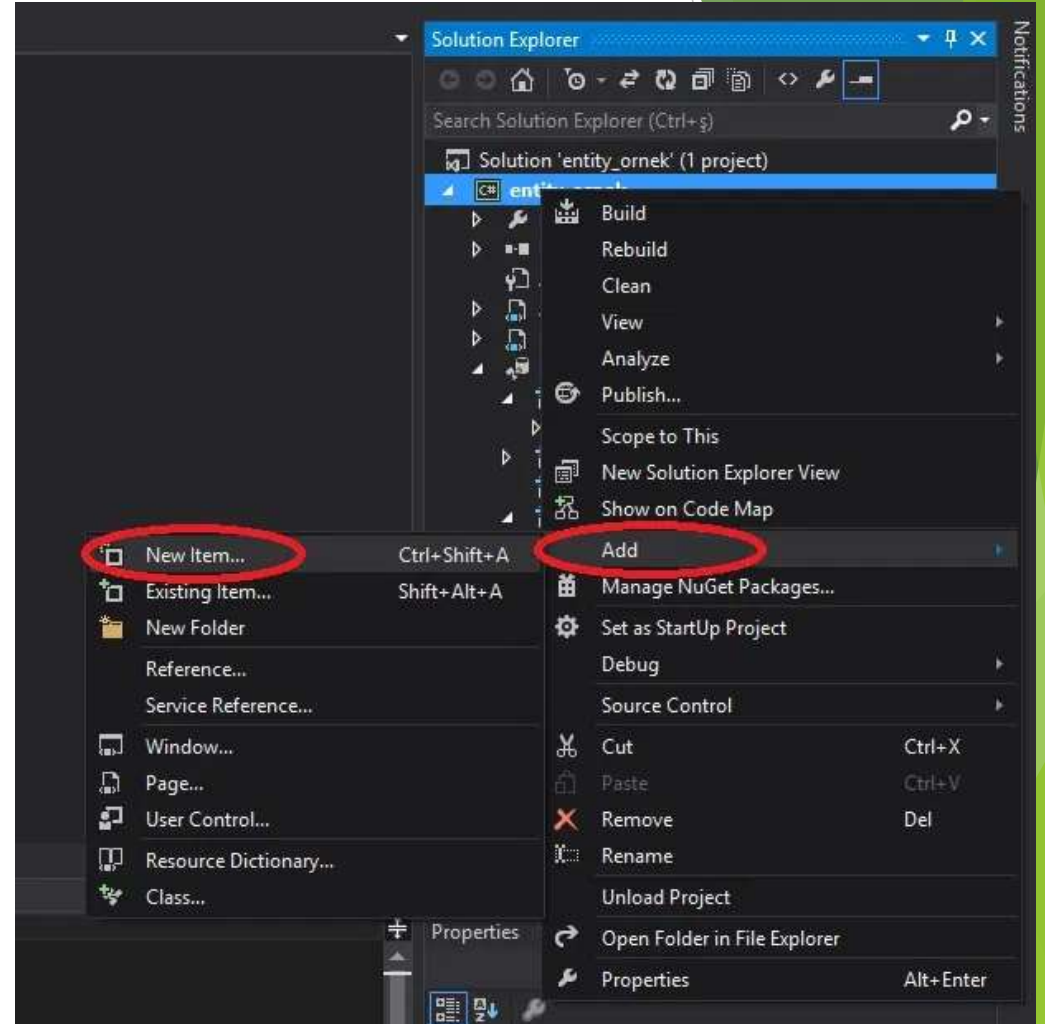 Solution Explorer
Notifications
Search Solution Explorer (Ctrl+ş)
Solution 'entity_ornek' (1 project)
C# entity_ornek
Build
Rebuild
Clean
View
Analyze
Publish...
Scope to This
New Solution Explorer View
Show on Code Map
Add
Manage NuGet Packages...
Set as StartUp Project
Debug
Source Control
Cut Ctrl+X
Paste Ctrl+V
Remove Del
Rename
Unload Project
Open Folder in File Explorer
Properties Alt+Enter
New Item... Ctrl+Shift+A
Existing Item... Shift+Alt+A
New Folder
Reference...
Service Reference...
Window...
Page...
User Control...
Resource Dictionary...
Class...
Properties